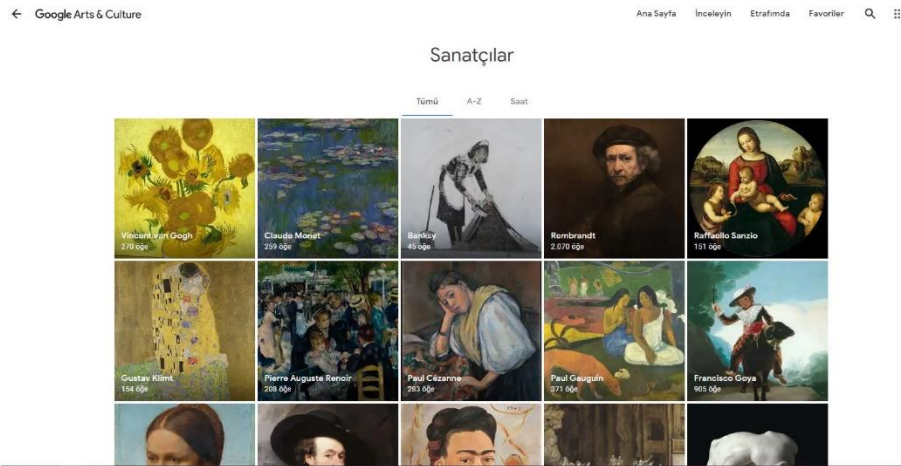 Google Arts & Culture
Ana Sayfa İnceleyin Etrafımda Favoriler
Sanatçılar
Tümü A-Z Saat
Vincent van Gogh
270 öğe
Claude Monet
259 öğe
Banksy
45 öğe
Rembrandt
2.070 öğe
Raffaello Sanzio
151 öğe
Gustav Klimt
154 öğe
Pierre Auguste Renoir
208 öğe
Paul Cézanne
283 öğe
Paul Gauguin
371 öğe
Francisco Goya
905 öğe